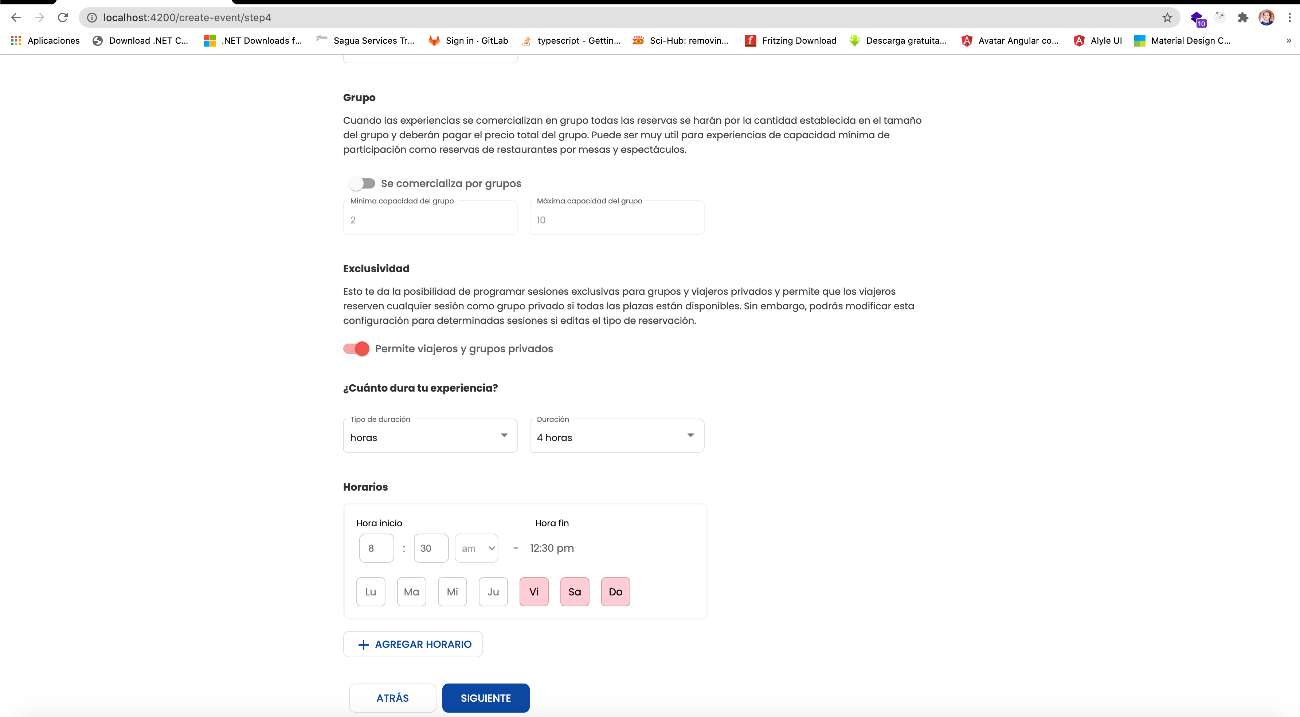 localhost:4200/create-event/step4
10
Aplicaciones
Download .NET C...
.NET Downloads f...
Sagua Services Tr...
Sign in · GitLab
typescript - Gettin...
Sci-Hub: removin...
Fritzing Download
Descarga gratuita...
Avatar Angular co...
Alyle UI
Material Design C...
»
Grupo
Cuando las experiencias se comercializan en grupo todas las reservas se harán por la cantidad establecida en el tamaño
del grupo y deberán pagar el precio total del grupo. Puede ser muy util para experiencias de capacidad mínima de
participación como reservas de restaurantes por mesas y espectáculos.
Se comercializa por grupos
Mínima capacidad del grupo
Máxima capacidad del grupo
2
10
Exclusividad
Esto te da la posibilidad de programar sesiones exclusivas para grupos y viajeros privados y permite que los viajeros
reserven cualquier sesión como grupo privado si todas las plazas están disponibles. Sin embargo, podrás modificar esta
configuración para determinadas sesiones si editas el tipo de reservación.
Permite viajeros y grupos privados
¿Cuánto dura tu experiencia?
Tipo de duración
Duración
horas
4 horas
Horarios
Hora inicio
Hora fin
8 : 30 am - 12:30 pm
Lu Ma Mi Ju Vi Sa Do
+ AGREGAR HORARIO
ATRÁS
SIGUIENTE